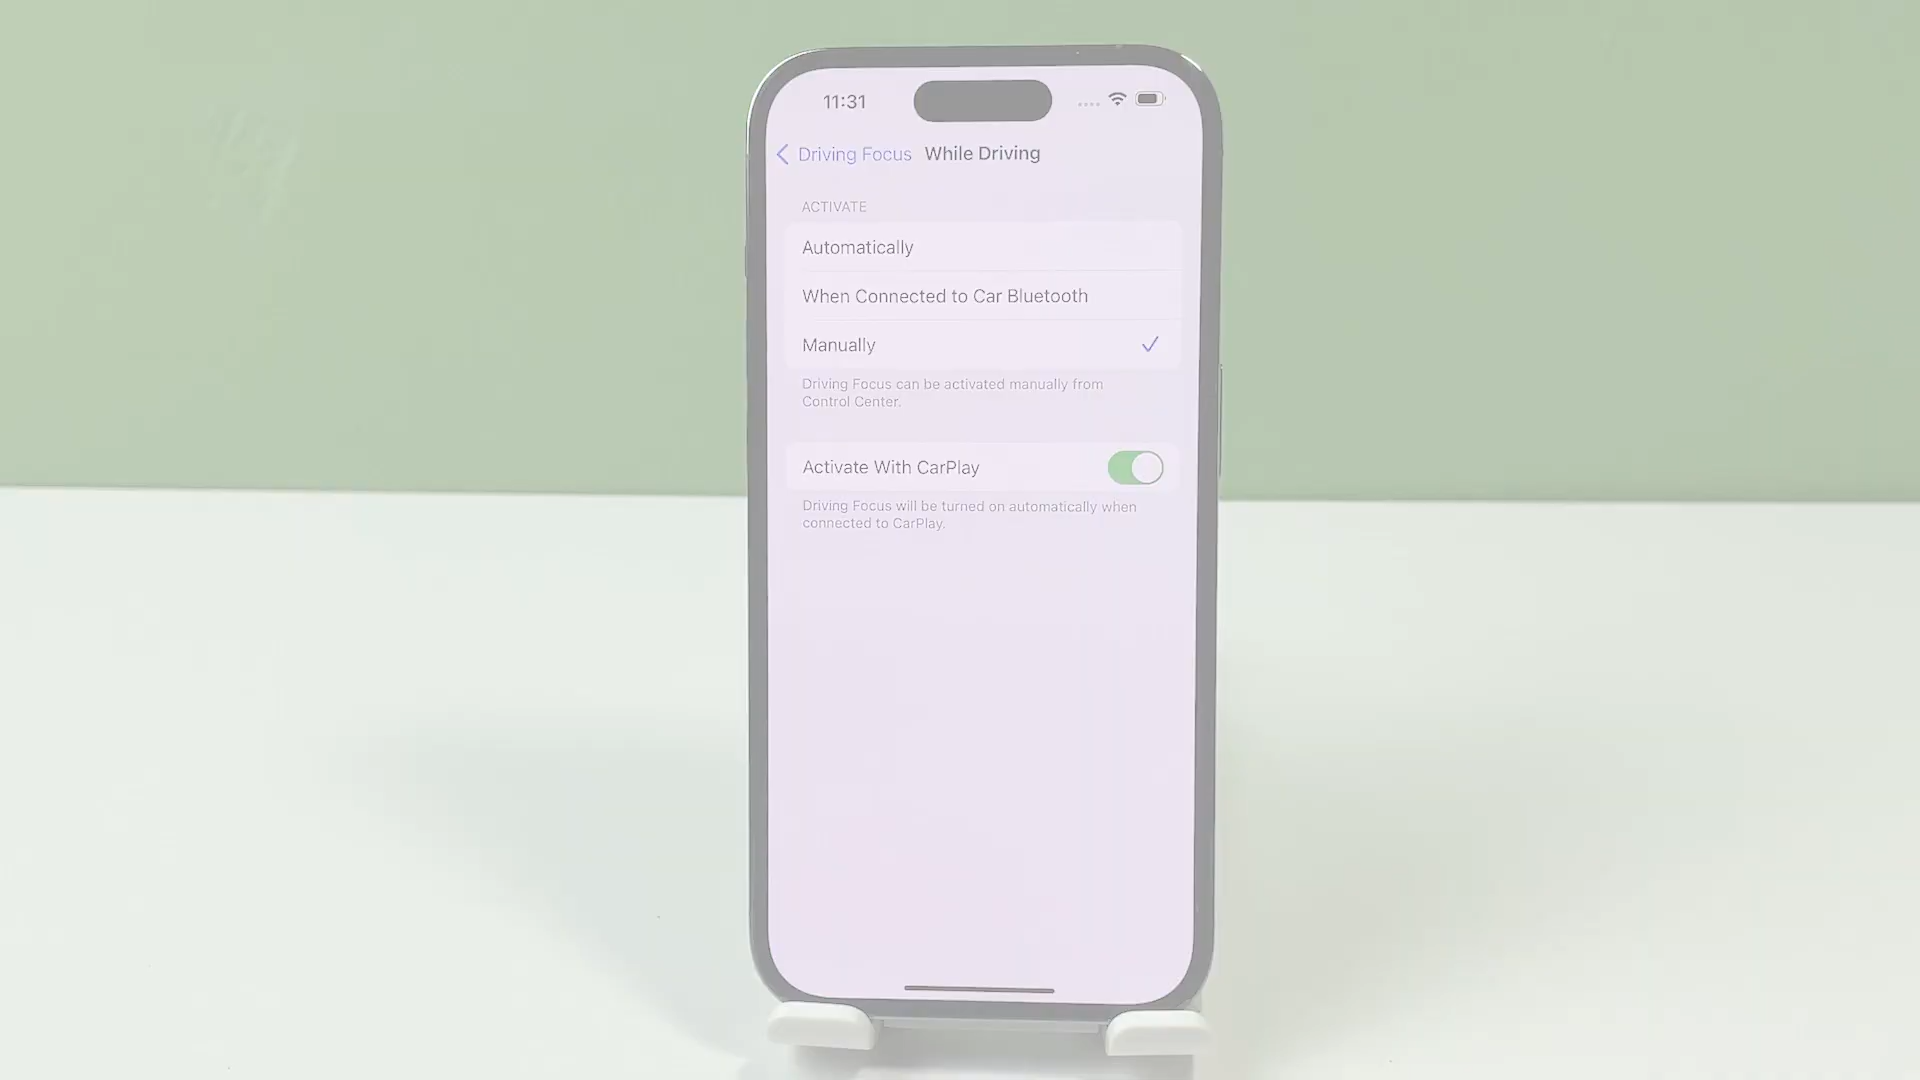 11:31
Driving Focus While Driving
ACTIVATE
Automatically
When Connected to Car Bluetooth
Manually
Driving Focus can be activated manually from
Control Center.
Activate With CarPlay
Driving Focus will be turned on automatically when
connected to CarPlay.